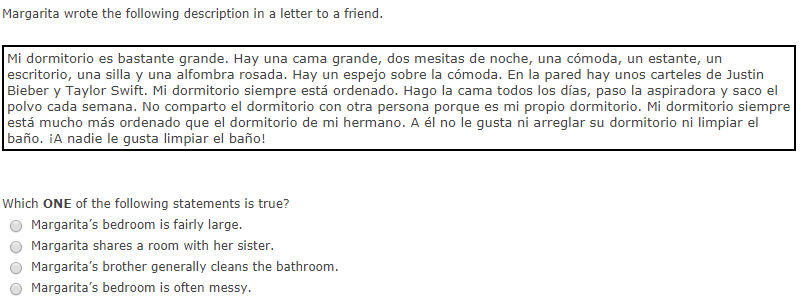 Margarita wrote the following description in a letter to a friend.
Mi dormitorio es bastante grande. Hay una cama grande, dos mesitas de noche, una cómoda, un estante, un
escritorio, una silla y una alfombra rosada. Hay un espejo sobre la cómoda. En la pared hay unos carteles de Justin
Bieber y Taylor Swift. Mi dormitorio siempre está ordenado. Hago la cama todos los días, paso la aspiradora y saco el
polvo cada semana. No comparto el dormitorio con otra persona porque es mi propio dormitorio. Mi dormitorio siempre
está mucho más ordenado que el dormitorio de mi hermano. A él no le gusta ni arreglar su dormitorio ni limpiar el
baño. ¡A nadie le gusta limpiar el baño!
Which ONE of the following statements is true?
Margarita's bedroom is fairly large.
Margarita shares a room with her sister.
Margarita's brother generally cleans the bathroom.
Margarita's bedroom is often messy.